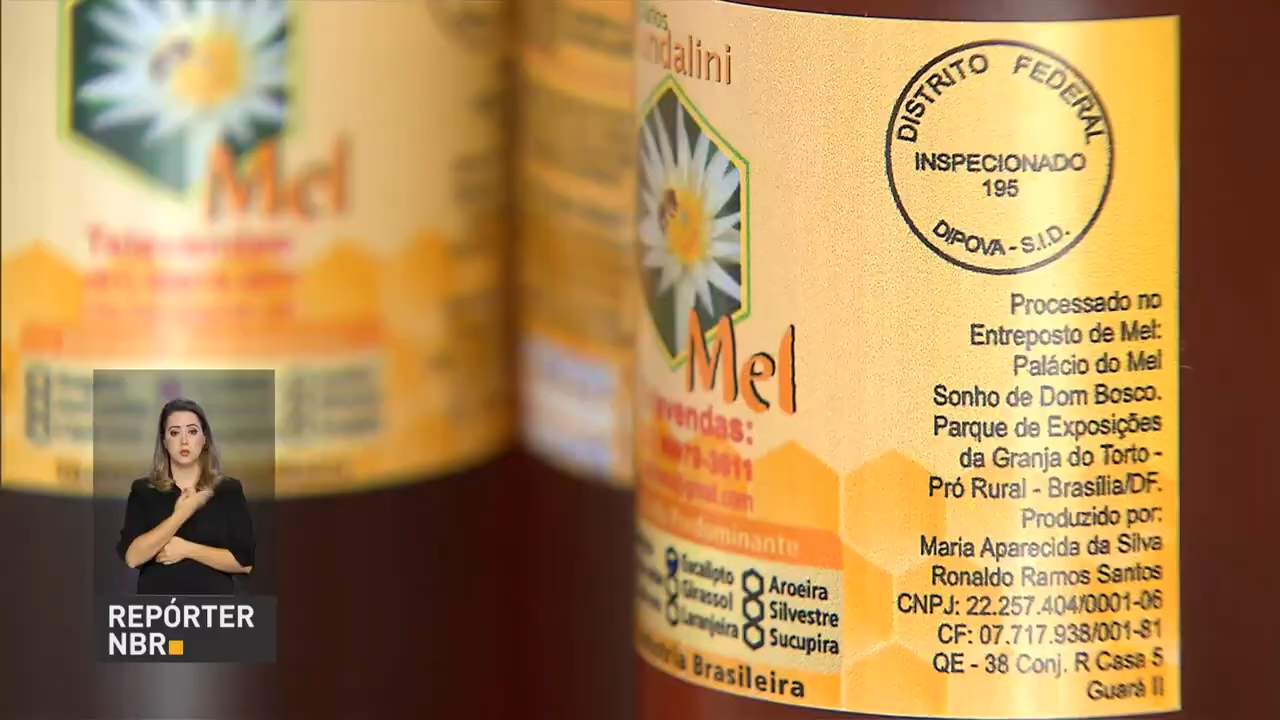 Mel
ndalini
Mel
vendas:
Predominante
Eucalipto
Girassol
Laranjeira
Aroeira
Silvestre
Sucupira
Brasileira
DISTRITO FEDERAL
INSPECIONADO
195
DIPOVA - S.I.D.
Processado no
Entreposto de Mel:
Palácio do Mel
Sonho de Dom Bosco.
Parque de Exposições
da Granja do Torto -
Pró Rural - Brasília/DF.
Produzido por:
Maria Aparecida da Silva
Ronaldo Ramos Santos
CNPJ: 22.257.404/0001-06
CF: 07.717.938/001-81
QE - 38 Conj. R Casa 5
Guará II
REPÓRTER
NBR